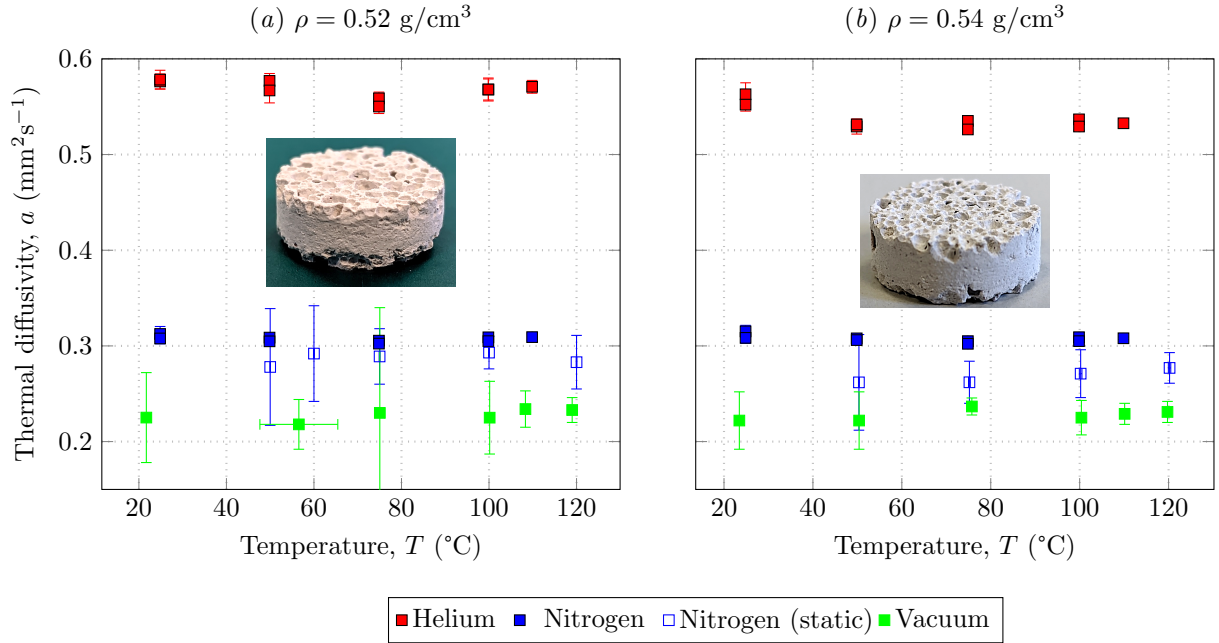 (a) ρ = 0.52 g/cm³
(b) ρ = 0.54 g/cm³
Thermal diffusivity, a (mm²s⁻¹)
0.6
0.5
0.4
0.3
0.2
20 40 60 80 100 120
20 40 60 80 100 120
Temperature, T (°C)
Temperature, T (°C)
Helium Nitrogen Nitrogen (static) Vacuum